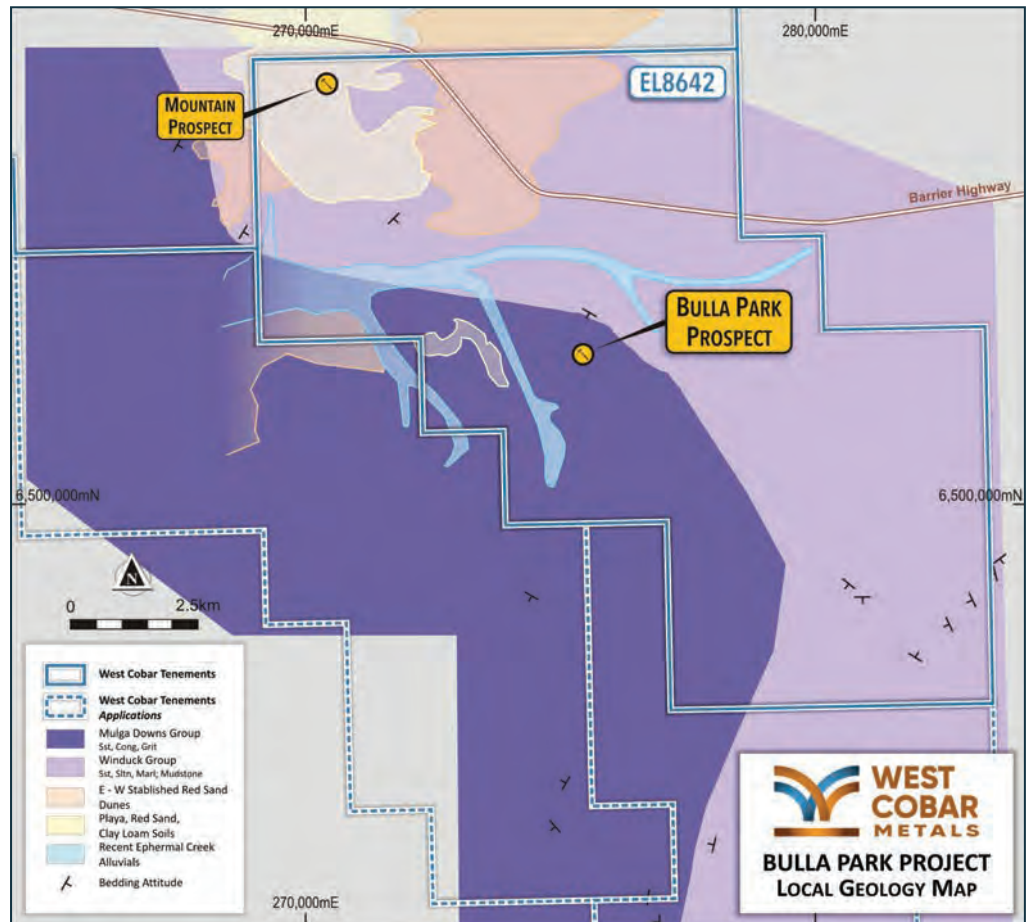 270,000mE
280,000mE
EL8642
MOUNTAIN
PROSPECT
Barrier Highway
BULLA PARK
PROSPECT
6,500,000mN
6,500,000mN
N
0
2.5km
West Cobar Tenements
West Cobar Tenements
Applications
Mulga Downs Group
Sst, Cong, Grit
Winduck Group
Sst, Sltn, Marl; Mudstone
E - W Stablished Red Sand
Dunes
Playa, Red Sand,
Clay Loam Soils
Recent Ephermal Creek
Alluvials
Bedding Attitude
270,000mE
WEST
COBAR
METALS
BULLA PARK PROJECT
LOCAL GEOLOGY MAP